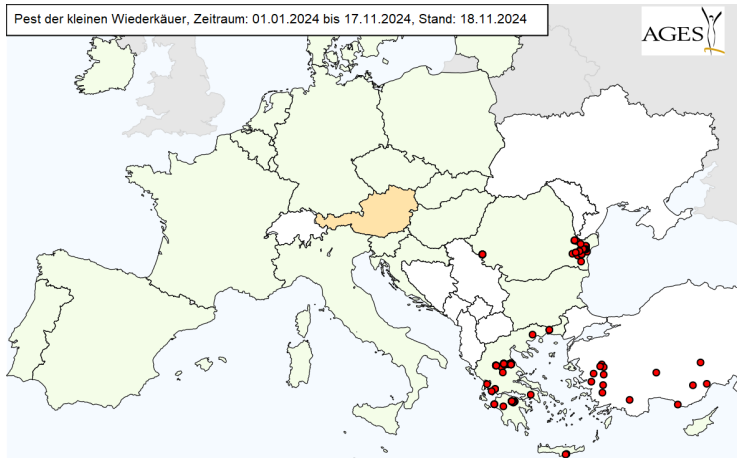 Pest der kleinen Wiederkäuer, Zeitraum: 01.01.2024 bis 17.11.2024, Stand: 18.11.2024
AGES